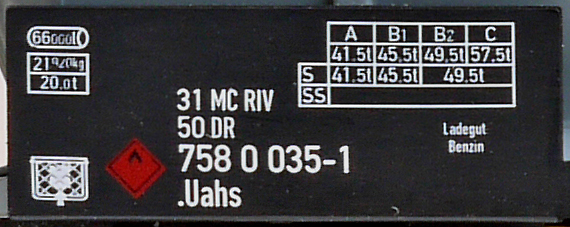 66000l
21920kg
20.0t
A B1 B2 C
41.5t 45.5t 49.5t 57.5t
S 41.5t 45.5t 49.5t
SS
31 MC RIV
50 DR
758 0 035-1
.Uahs
Ladegut
Benzin